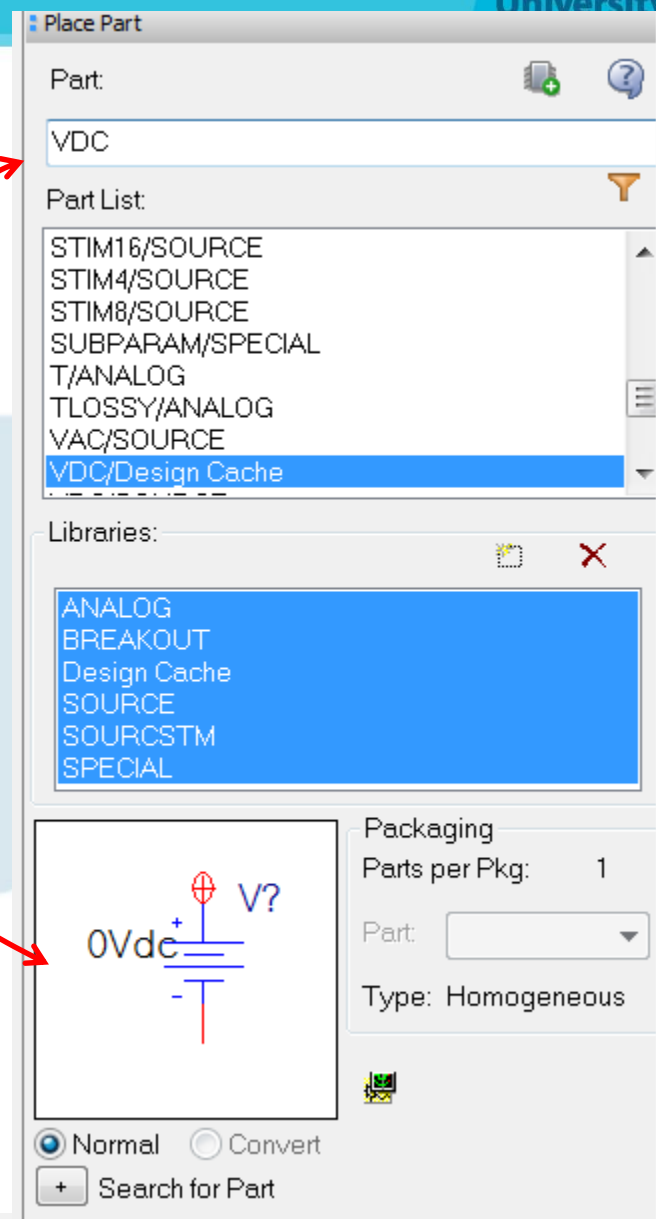 University
Place Part
Part:
VDC
Part List:
STIM16/SOURCE
STIM4/SOURCE
STIM8/SOURCE
SUBPARAM/SPECIAL
T/ANALOG
TLOSSY/ANALOG
VAC/SOURCE
VDC/Design Cache
Libraries:
ANALOG
BREAKOUT
Design Cache
SOURCE
SOURCSTM
SPECIAL
V?
0Vdc
+
-
Packaging
Parts per Pkg: 1
Part:
Type: Homogeneous
Normal Convert
+ Search for Part